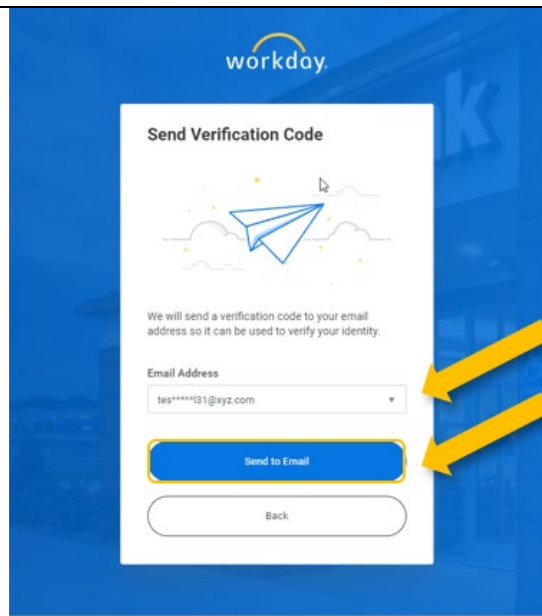 workday.
Send Verification Code
We will send a verification code to your email
address so it can be used to verify your identity.
Email Address
tes*****l31@xyz.com
Send to Email
Back